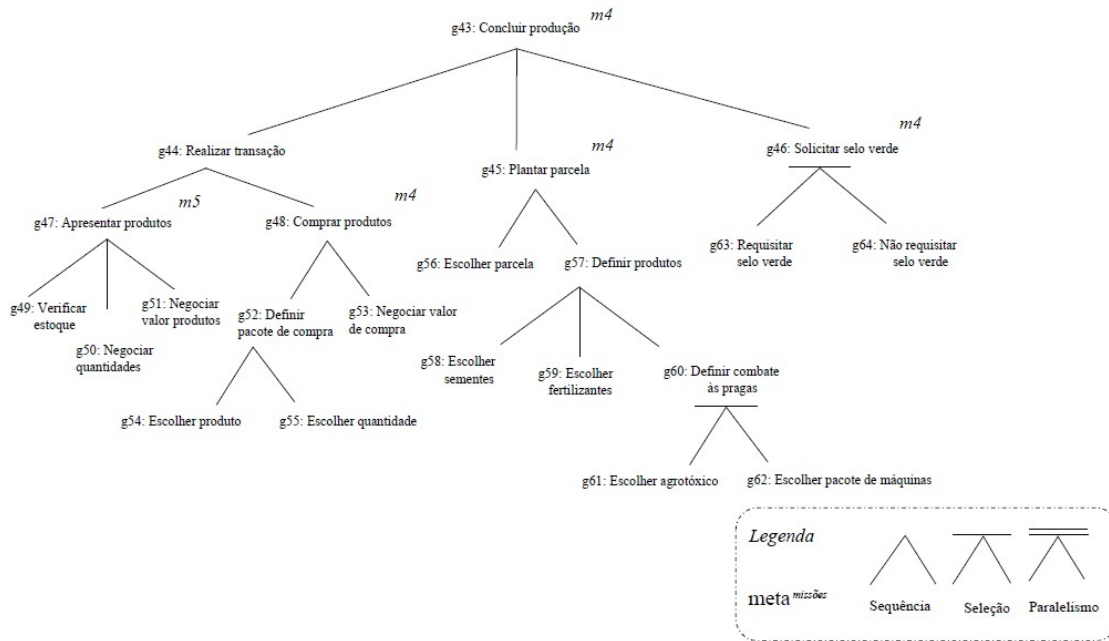 g43: Concluir produção m4
g44: Realizar transação
g45: Plantar parcela m4
g46: Solicitar selo verde m4
g47: Apresentar produtos m5
g48: Comprar produtos m4
g56: Escolher parcela
g57: Definir produtos
g63: Requisitar
selo verde
g64: Não requisitar
selo verde
g49: Verificar
estoque
g50: Negociar
quantidades
g51: Negociar
valor produtos
g52: Definir
pacote de compra
g53: Negociar valor
de compra
g54: Escolher produto
g55: Escolher quantidade
g58: Escolher
sementes
g59: Escolher
fertilizantes
g60: Definir combate
às pragas
g61: Escolher agrotóxico
g62: Escolher pacote de máquinas
Legenda
meta missões
Sequência
Seleção
Paralelismo